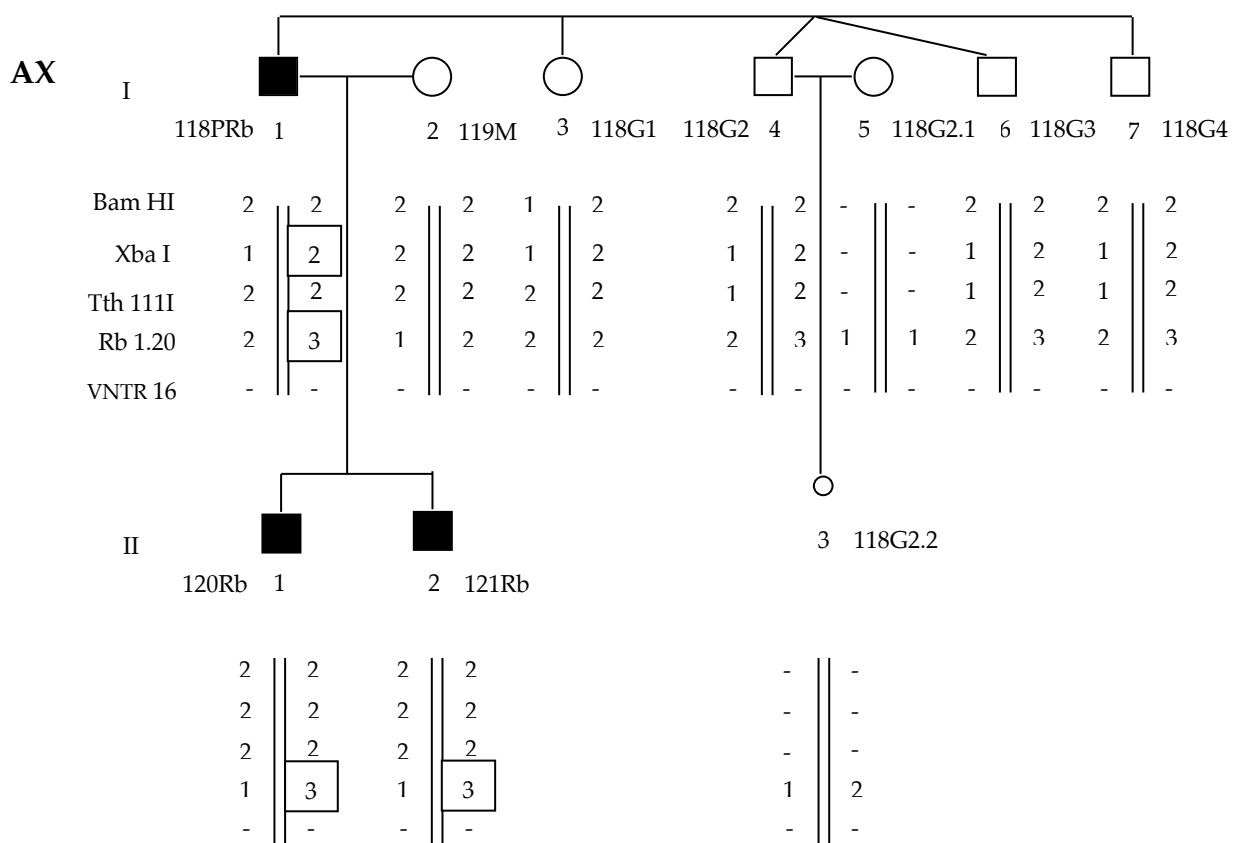 AX I
118PRb 1 2 119M 3 118G1 118G2 4 5 118G2.1 6 118G3 7 118G4
Bam HI 2 2 2 2 1 2 2 2 - - 2 2 2 2
Xba I 1 2 2 2 1 2 1 2 - - 1 2 1 2
Tth 111I 2 2 2 2 2 2 1 2 - - 1 2 1 2
Rb 1.20 2 3 1 2 2 2 2 3 1 1 2 3 2 3
VNTR 16 - - - - - - - - - - - - - -
II
3 118G2.2
120Rb 1 2 121Rb
2 2 2 2 - -
2 2 2 2 - -
2 2 2 2 - -
1 3 1 3 1 2
- - - - - -